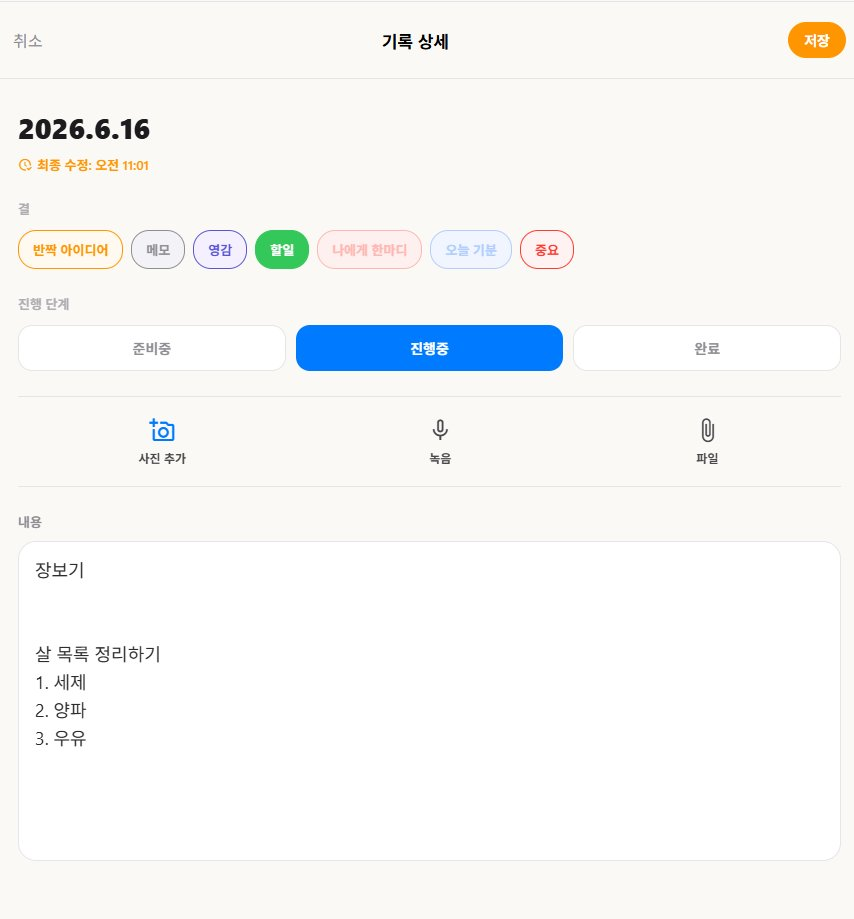 취소 기록 상세 저장
2026.6.16
최종 수정: 오전 11:01
결
반짝 아이디어 메모 영감 할일 나에게 한마디 오늘 기분 중요
진행 단계
준비중 진행중 완료
사진 추가 녹음 파일
내용
장보기
살 목록 정리하기
1. 세제
2. 양파
3. 우유